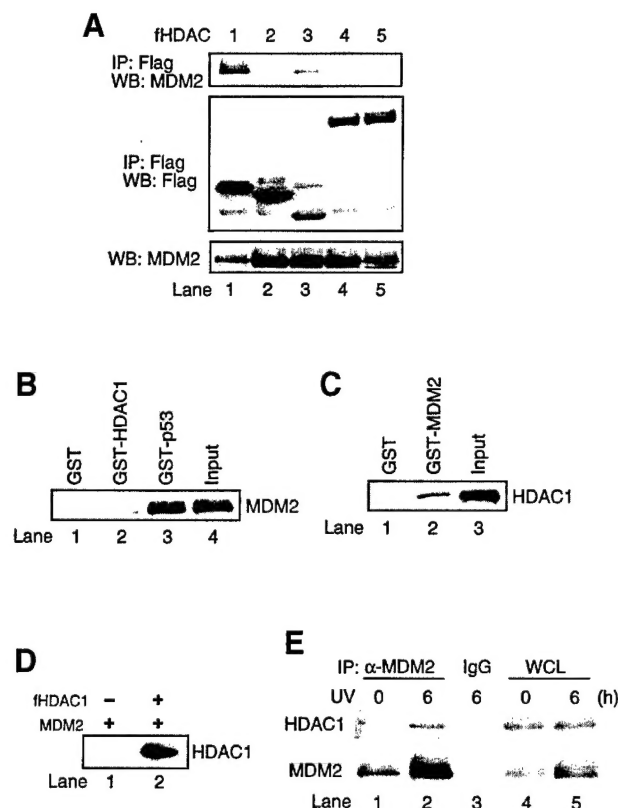 A
fHDAC 1 2 3 4 5
IP: Flag
WB: MDM2
IP: Flag
WB: Flag
WB: MDM2
Lane 1 2 3 4 5
B
GST
GST-HDAC1
GST-p53
Input
MDM2
Lane 1 2 3 4
C
GST
GST-MDM2
Input
HDAC1
Lane 1 2 3
D
fHDAC1 – +
MDM2 + +
HDAC1
Lane 1 2
E
IP: α-MDM2 IgG WCL
UV 0 6 6 0 6 (h)
HDAC1
MDM2
Lane 1 2 3 4 5